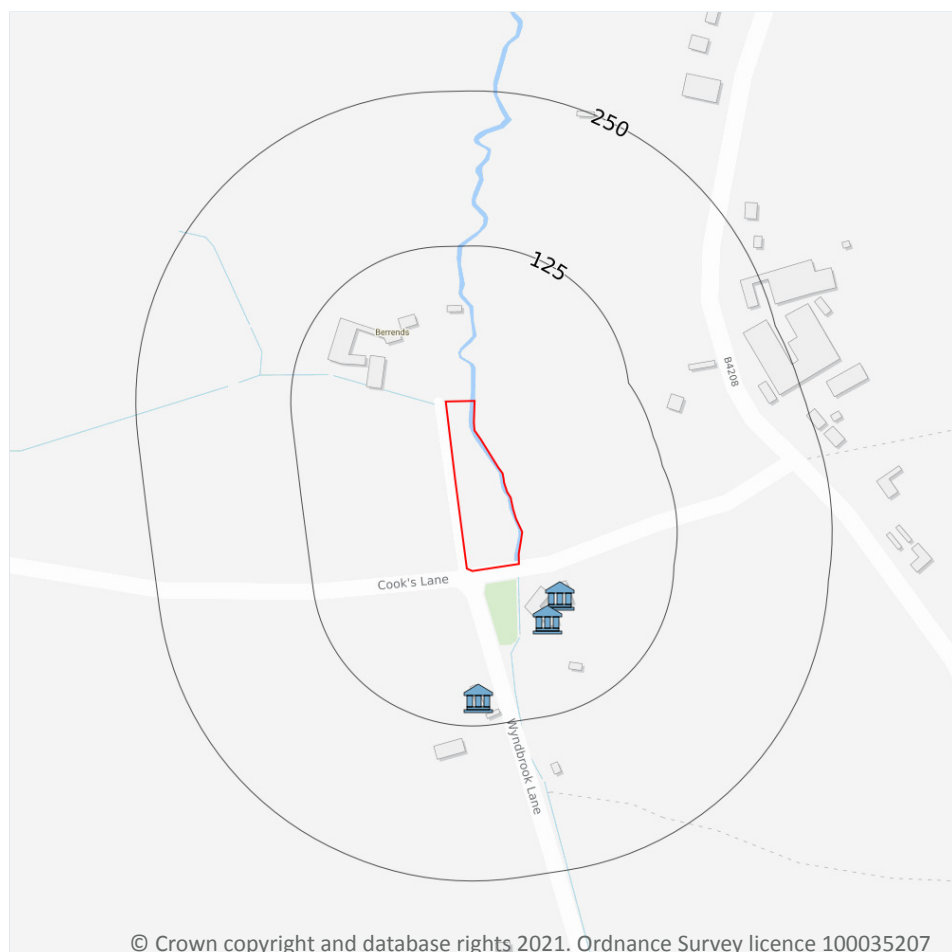 250
125
Berrends
B4208
Cook's Lane
Wyndbrook Lane
© Crown copyright and database rights 2021. Ordnance Survey licence 100035207